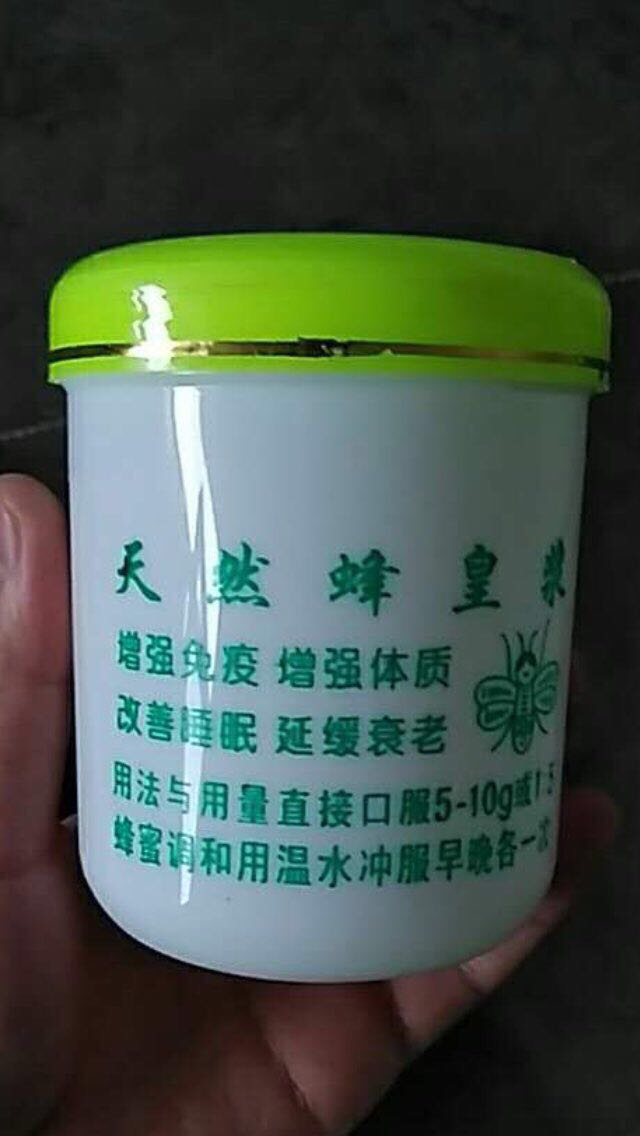 天然蜂皇浆
增强免疫 增强体质
改善睡眠 延缓衰老
用法与用量直接口服5-10g或1:5
蜂蜜调和用温水冲服早晚各一次